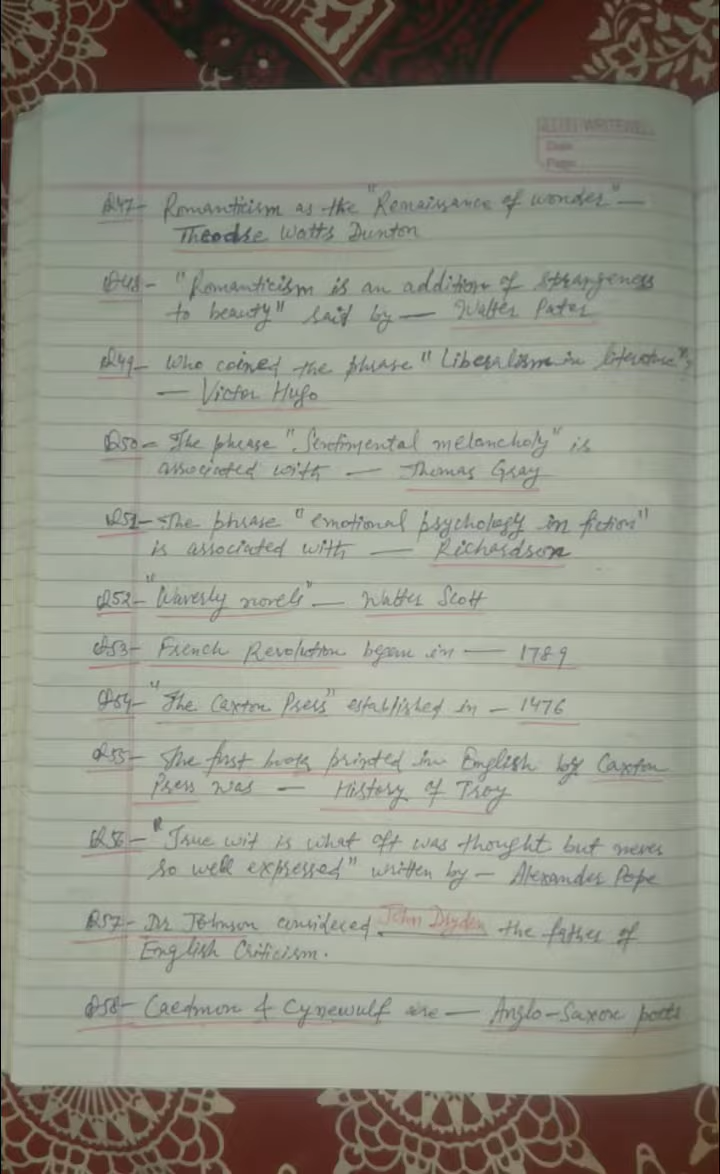 Date
Page
Q47- Romanticism as the "Renaissance of wonder" —
Theodre Watts Dunton
Q48- "Romanticism is an addition of strangeness
to beauty" said by — Walter Pater
Q49- Who coined the phrase "Liberalism in literature"?
— Victor Hugo
Q50- The phrase "Sentimental melancholy" is
associated with — Thomas Gray
Q51- The phrase "emotional psychology in fiction"
is associated with — Richardson
Q52- "Waverly novels" — Walter Scott
Q53- French Revolution began in — 1789
Q54- "The Caxton Press" established in — 1476
Q55- The first book printed in English by Caxton
Press was — History of Troy
Q56- "True wit is what oft was thought but never
so well expressed" written by — Alexander Pope
Q57- Dr Johnson considered John Dryden the father of
English Criticism.
Q58- Caedmon & Cynewulf are — Anglo-Saxon poets